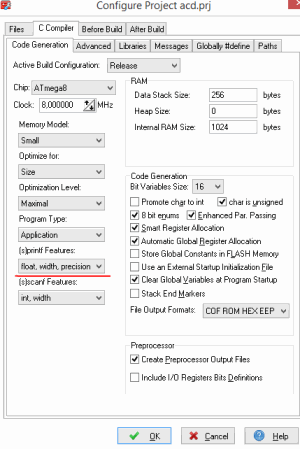 Configure Project acd.prj
Files C Compiler Before Build After Build
Code Generation Advanced Libraries Messages Globally #define Paths
Active Build Configuration: Release
Chip: ATmega8
Clock: 8,000000 MHz
Memory Model:
Small
Optimize for:
Size
Optimization Level:
Maximal
Program Type:
Application
(s)printf Features:
float, width, precision
(s)scanf Features:
int, width
RAM
Data Stack Size: 256 bytes
Heap Size: 0 bytes
Internal RAM Size: 1024 bytes
Code Generation
Bit Variables Size: 16
Promote char to int char is unsigned
8 bit enums Enhanced Par. Passing
Smart Register Allocation
Automatic Global Register Allocation
Store Global Constants in FLASH Memory
Use an External Startup Initialization File
Clear Global Variables at Program Startup
Stack End Markers
File Output Formats: COF ROM HEX EEP
Preprocessor
Create Preprocessor Output Files
Include I/O Registers Bits Definitions
OK Cancel Help